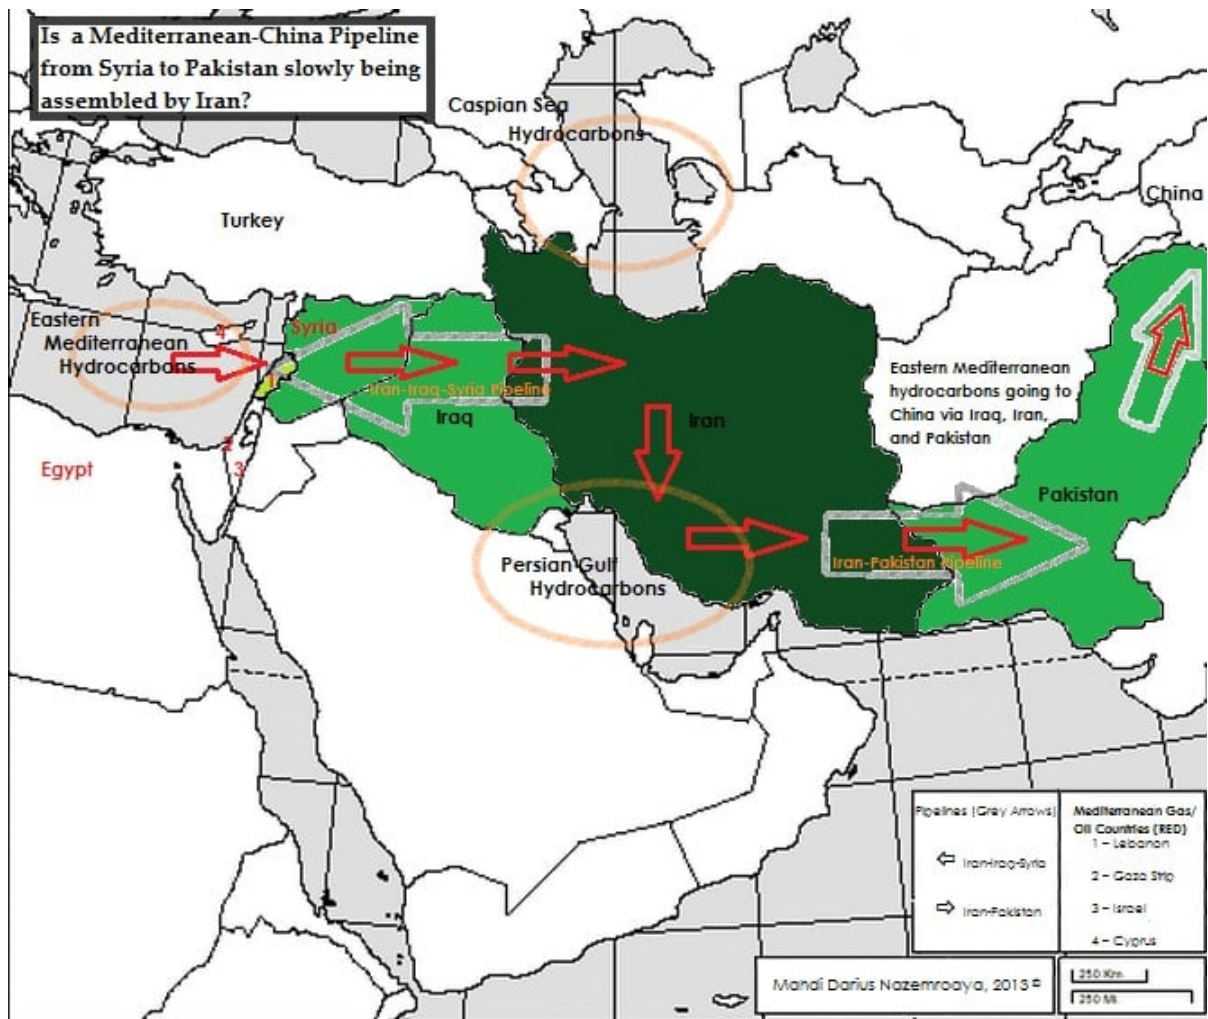 Is a Mediterranean-China Pipeline
from Syria to Pakistan slowly being
assembled by Iran?
Caspian Sea
Hydrocarbons
China
Turkey
Eastern
Mediterranean
Hydrocarbons
4
Syria
1
Iran-Iraq-Syria Pipeline
Iraq
Iran
Eastern Mediterranean
hydrocarbons going to
China via Iraq, Iran,
and Pakistan
2
3
Egypt
Pakistan
Persian Gulf
Hydrocarbons
Iran-Pakistan Pipeline
Pipelines (Grey Arrows)
Iran-Iraq-Syria
Iran-Pakistan
Mediterranean Gas/
Oil Countries (RED)
1 – Lebanon
2 – Gaza Strip
3 – Israel
4 – Cyprus
Mahdi Darius Nazemroaya, 2013 ©
250 Km.
250 Mi.